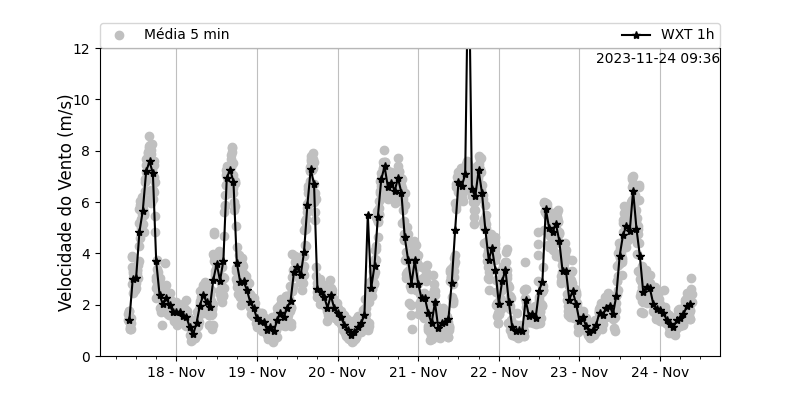 Média 5 min
WXT 1h
2023-11-24 09:36
Velocidade do Vento (m/s)
12
10
8
6
4
2
0
18 - Nov
19 - Nov
20 - Nov
21 - Nov
22 - Nov
23 - Nov
24 - Nov